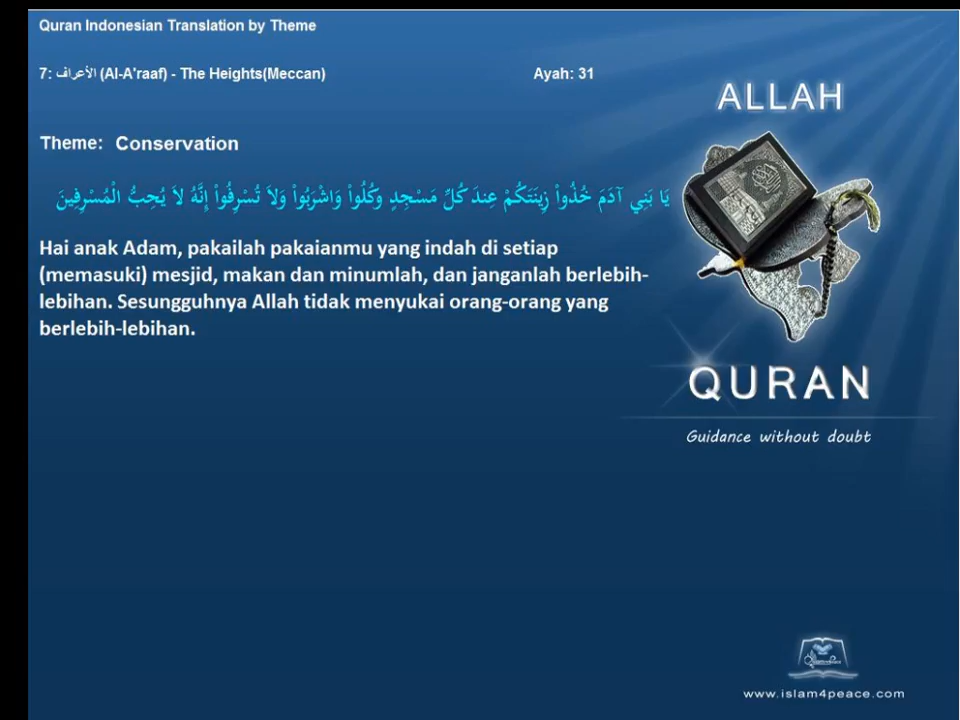 Quran Indonesian Translation by Theme
7: الأعراف (Al-A'raaf) - The Heights(Meccan) Ayah: 31
ALLAH
Theme: Conservation
يَا بَنِي آدَمَ خُذُواْ زِينَتَكُمْ عِندَ كُلِّ مَسْجِدٍ وَكُلُواْ وَاشْرَبُواْ وَلاَ تُسْرِفُواْ إِنَّهُ لاَ يُحِبُّ الْمُسْرِفِينَ
Hai anak Adam, pakailah pakaianmu yang indah di setiap
(memasuki) mesjid, makan dan minumlah, dan janganlah berlebih-
lebihan. Sesungguhnya Allah tidak menyukai orang-orang yang
berlebih-lebihan.
QURAN
Guidance without doubt
www.islam4peace.com